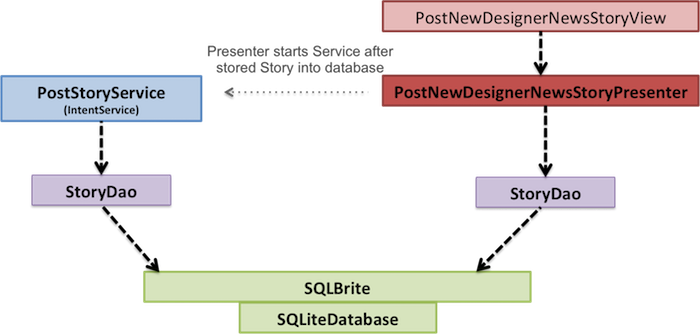 PostNewDesignerNewsStoryView
Presenter starts Service after
stored Story into database
PostStoryService
(IntentService)
PostNewDesignerNewsStoryPresenter
StoryDao
StoryDao
SQLBrite
SQLiteDatabase